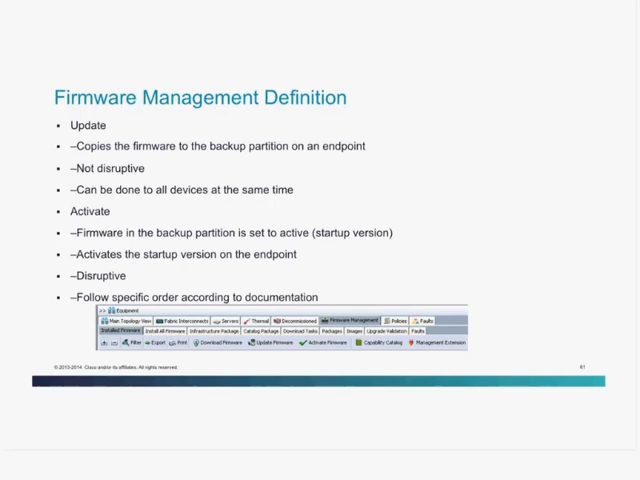 Firmware Management Definition
▪ Update
▪ –Copies the firmware to the backup partition on an endpoint
▪ –Not disruptive
▪ –Can be done to all devices at the same time
▪ Activate
▪ –Firmware in the backup partition is set to active (startup version)
▪ –Activates the startup version on the endpoint
▪ –Disruptive
▪ –Follow specific order according to documentation
>> Equipment
Main Topology View Fabric Interconnects Servers Thermal Decommissioned Firmware Management Policies Faults
Installed Firmware Install All Firmware Infrastructure Package Catalog Package Download Tasks Packages Images Upgrade Validation Faults
Filter Export Print Download Firmware Update Firmware Activate Firmware Capability Catalog Management Extension
© 2013-2014 Cisco and/or its affiliates. All rights reserved. 61